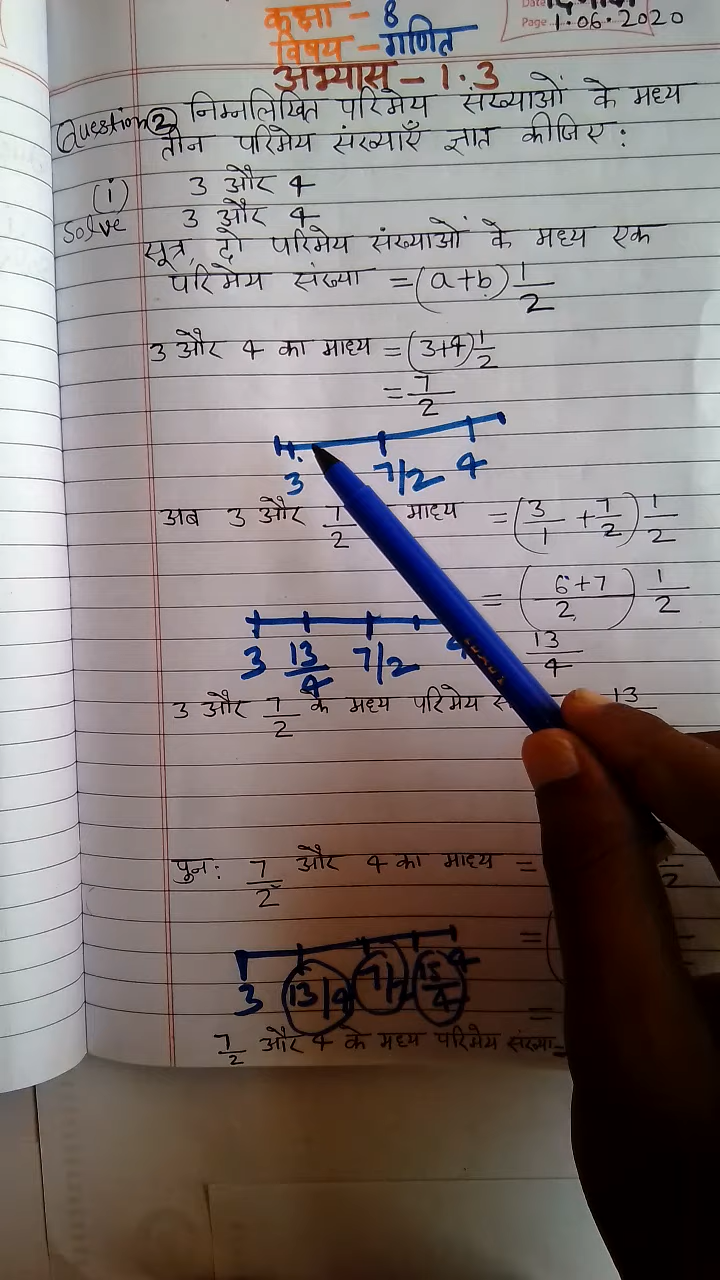 कक्षा - 8
विषय - गणित
Page 1.06.2020
अभ्यास - 1.3
Question ② निम्नलिखित परिमेय संख्याओं के मध्य
तीन परिमेय संख्याएँ ज्ञात कीजिए:
(i) 3 और 4
Solve 3 और 4
सूत्र, दो परिमेय संख्याओं के मध्य एक
परिमेय संख्या = (a+b) 1/2
3 और 4 का माध्य = (3+4) 1/2
= 7/2
3 7/2 4
अब 3 और 7/2 माध्य = (3/1 + 7/2) 1/2
= (6+7/2) 1/2
3 13/4 7/2
13/4
3 और 7/2 के मध्य परिमेय 13
पुन: 7/2 और 4 का माध्य =
=
3 13/4 7/2 15/4 4
=
7/2 और 4 के मध्य परिमेय संख्या =